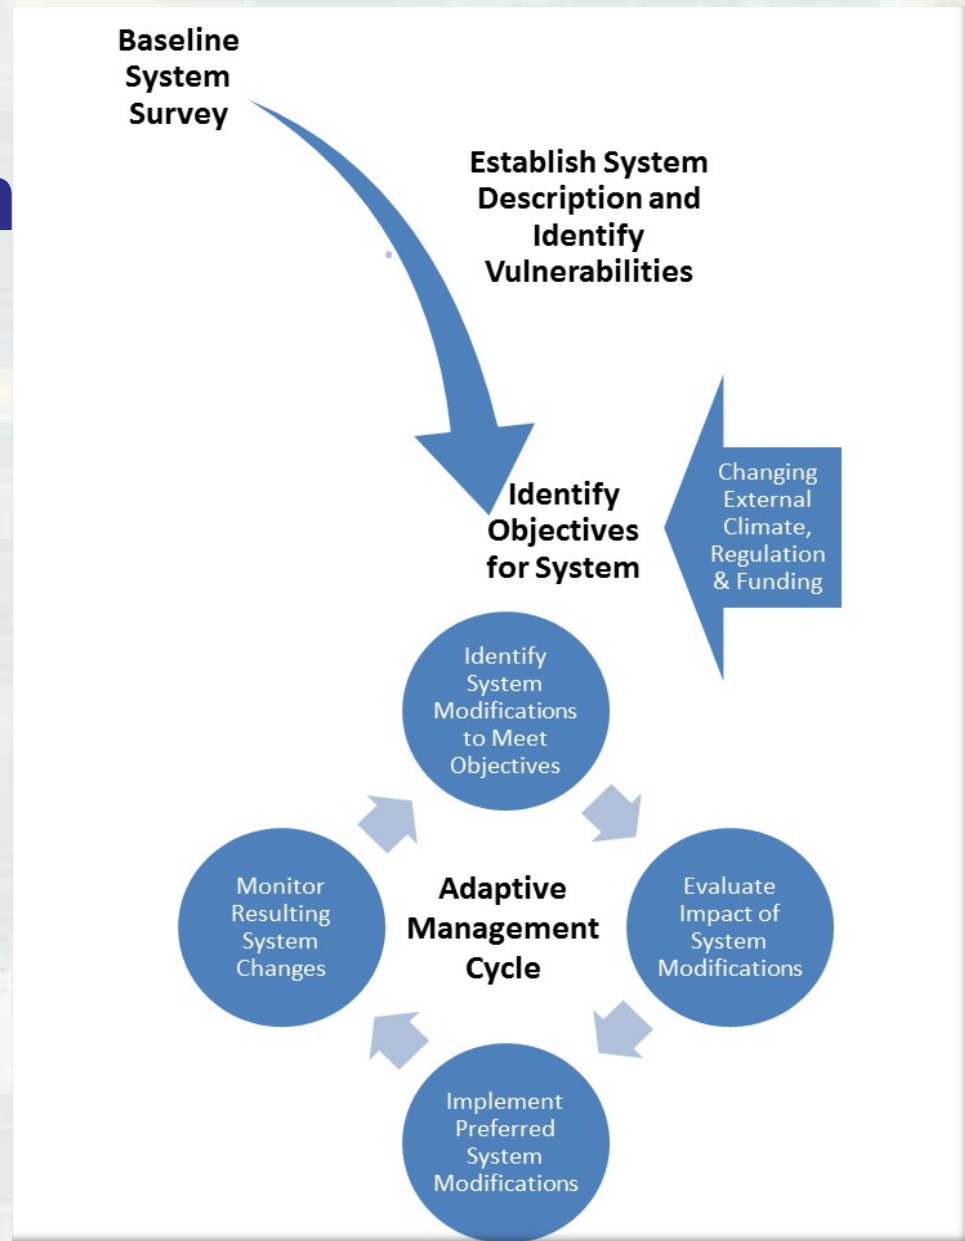 Baseline
System
Survey
Establish System
Description and
Identify
Vulnerabilities
Identify
Objectives
for System
Changing
External
Climate,
Regulation
& Funding
Identify
System
Modifications
to Meet
Objectives
Monitor
Resulting
System
Changes
Adaptive
Management
Cycle
Evaluate
Impact of
System
Modifications
Implement
Preferred
System
Modifications